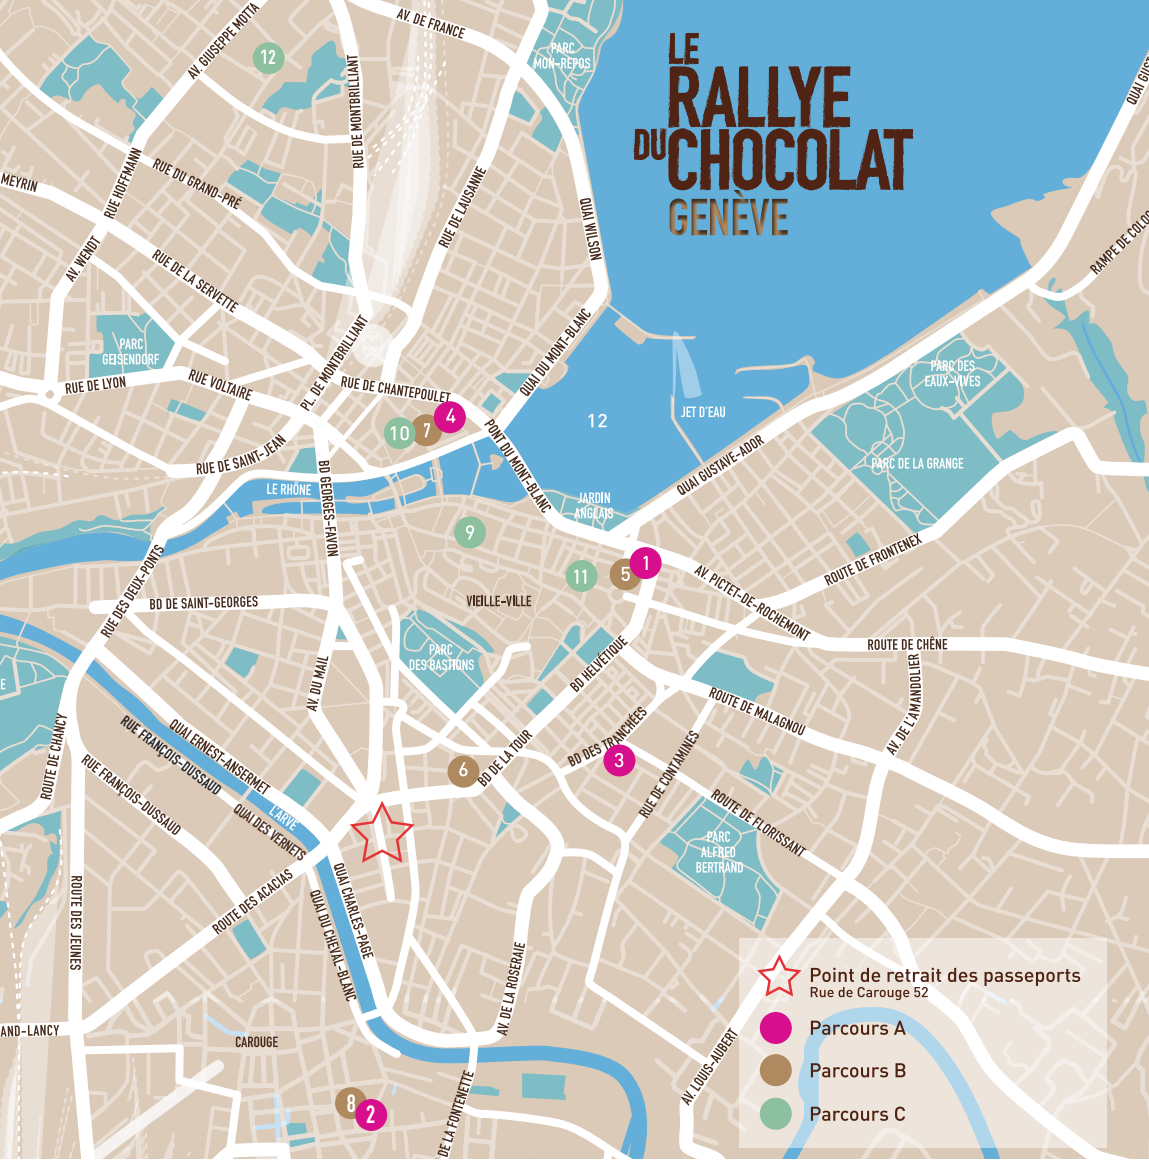 LE
RALLYE
DU CHOCOLAT
GENÈVE
AV. GIUSEPPE MOTTA
12
AV. DE FRANCE
PARC
MON-REPOS
RUE DE MONTBRILLIANT
QUAI GUST
MEYRIN
RUE HOFFMANN
RUE DU GRAND-PRÉ
RUE DE LAUSANNE
QUAI WILSON
AV. WENDT
RUE DE LA SERVETTE
RAMPE DE COLOG
PARC
GEISENDORF
PL. DE MONTBRILLIANT
QUAI DU MONT-BLANC
RUE DE LYON
RUE VOLTAIRE
RUE DE CHANTEPOULET
PARC DES
EAUX-VIVES
JET D'EAU
12
10
7
4
PONT DU MONT-BLANC
RUE DE SAINT-JEAN
BD GEORGES-FAVON
QUAI GUSTAVE-ADOR
PARC DE LA GRANGE
LE RHÔNE
JARDIN
ANGLAIS
9
11
5
1
RUE DES DEUX-PONTS
AV. PICTET-DE-ROCHEMONT
ROUTE DE FRONTENEX
BD DE SAINT-GEORGES
VIEILLE-VILLE
ROUTE DE CHÊNE
PARC
DES BASTIONS
BD HELVÉTIQUE
AV. DU MAIL
E
ROUTE DE MALAGNOU
AV. DE L'AMANDOLIER
ROUTE DE CHANCY
RUE FRANÇOIS-DUSSAUD
QUAI ERNEST-ANSERMET
BD DES TRANCHÉES
BD DE LA TOUR
6
3
RUE DE CONTAMINES
RUE FRANÇOIS-DUSSAUD
QUAI DES VERNETS
L'ARVE
ROUTE DE FLORISSANT
PARC
ALFRED
BERTRAND
ROUTE DES JEUNES
ROUTE DES ACACIAS
QUAI CHARLES-PAGE
QUAI DU CHEVAL-BLANC
AV. DE LA ROSERAIE
AND-LANCY
CAROUGE
AV. LOUIS-AUBERT
8
2
DE LA FONTENETTE
Point de retrait des passeports
Rue de Carouge 52
Parcours A
Parcours B
Parcours C